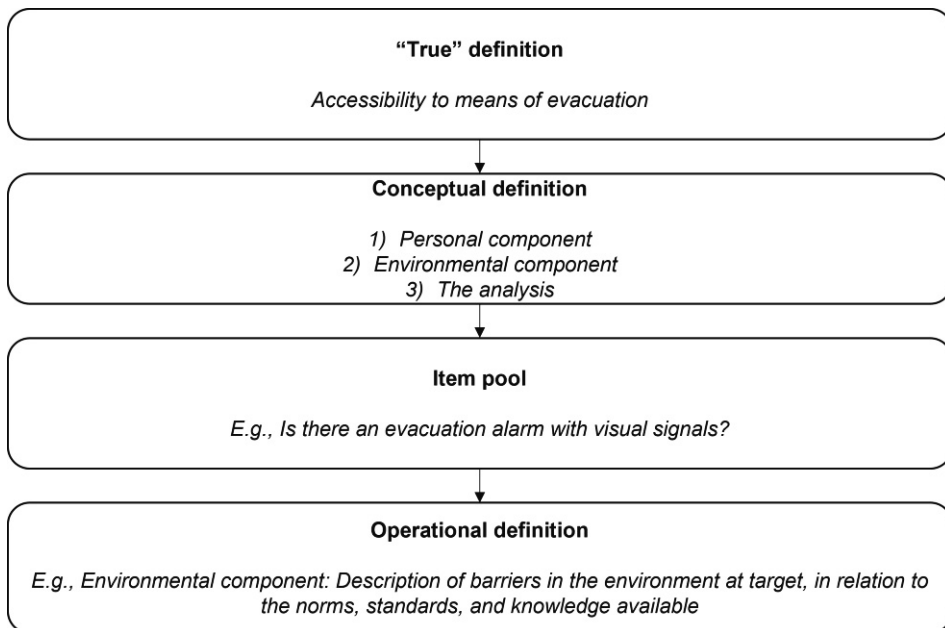 “True” definition
Accessibility to means of evacuation
Conceptual definition
1) Personal component
2) Environmental component
3) The analysis
Item pool
E.g., Is there an evacuation alarm with visual signals?
Operational definition
E.g., Environmental component: Description of barriers in the environment at target, in relation to
the norms, standards, and knowledge available